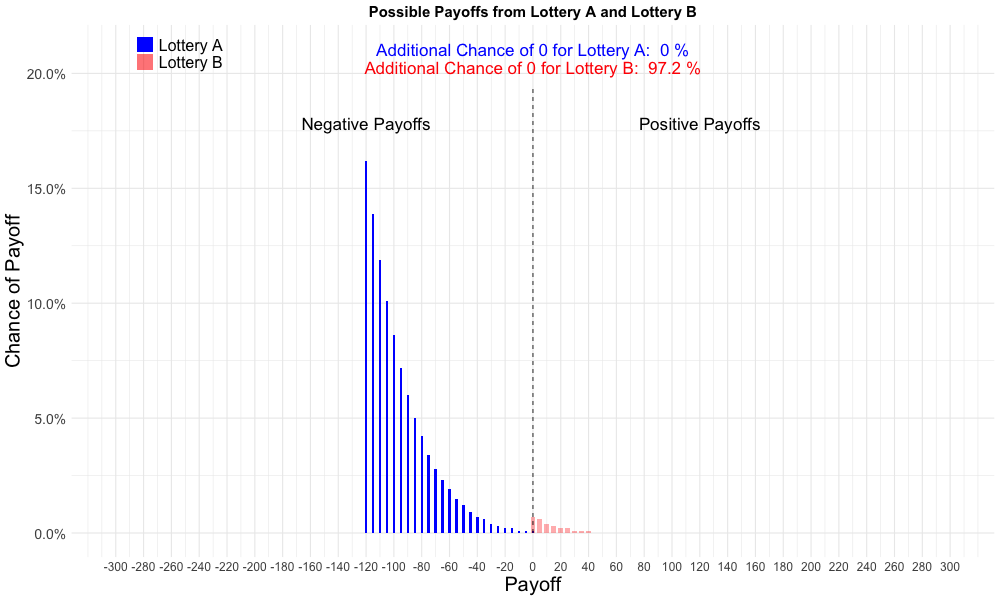 Possible Payoffs from Lottery A and Lottery B
Lottery A
Lottery B
Additional Chance of 0 for Lottery A:  0 %
Additional Chance of 0 for Lottery B:  97.2 %
20.0%
Negative Payoffs
Positive Payoffs
15.0%
10.0%
5.0%
0.0%
Chance of Payoff
-300 -280 -260 -240 -220 -200 -180 -160 -140 -120 -100 -80 -60 -40 -20 0 20 40 60 80 100 120 140 160 180 200 220 240 260 280 300
Payoff